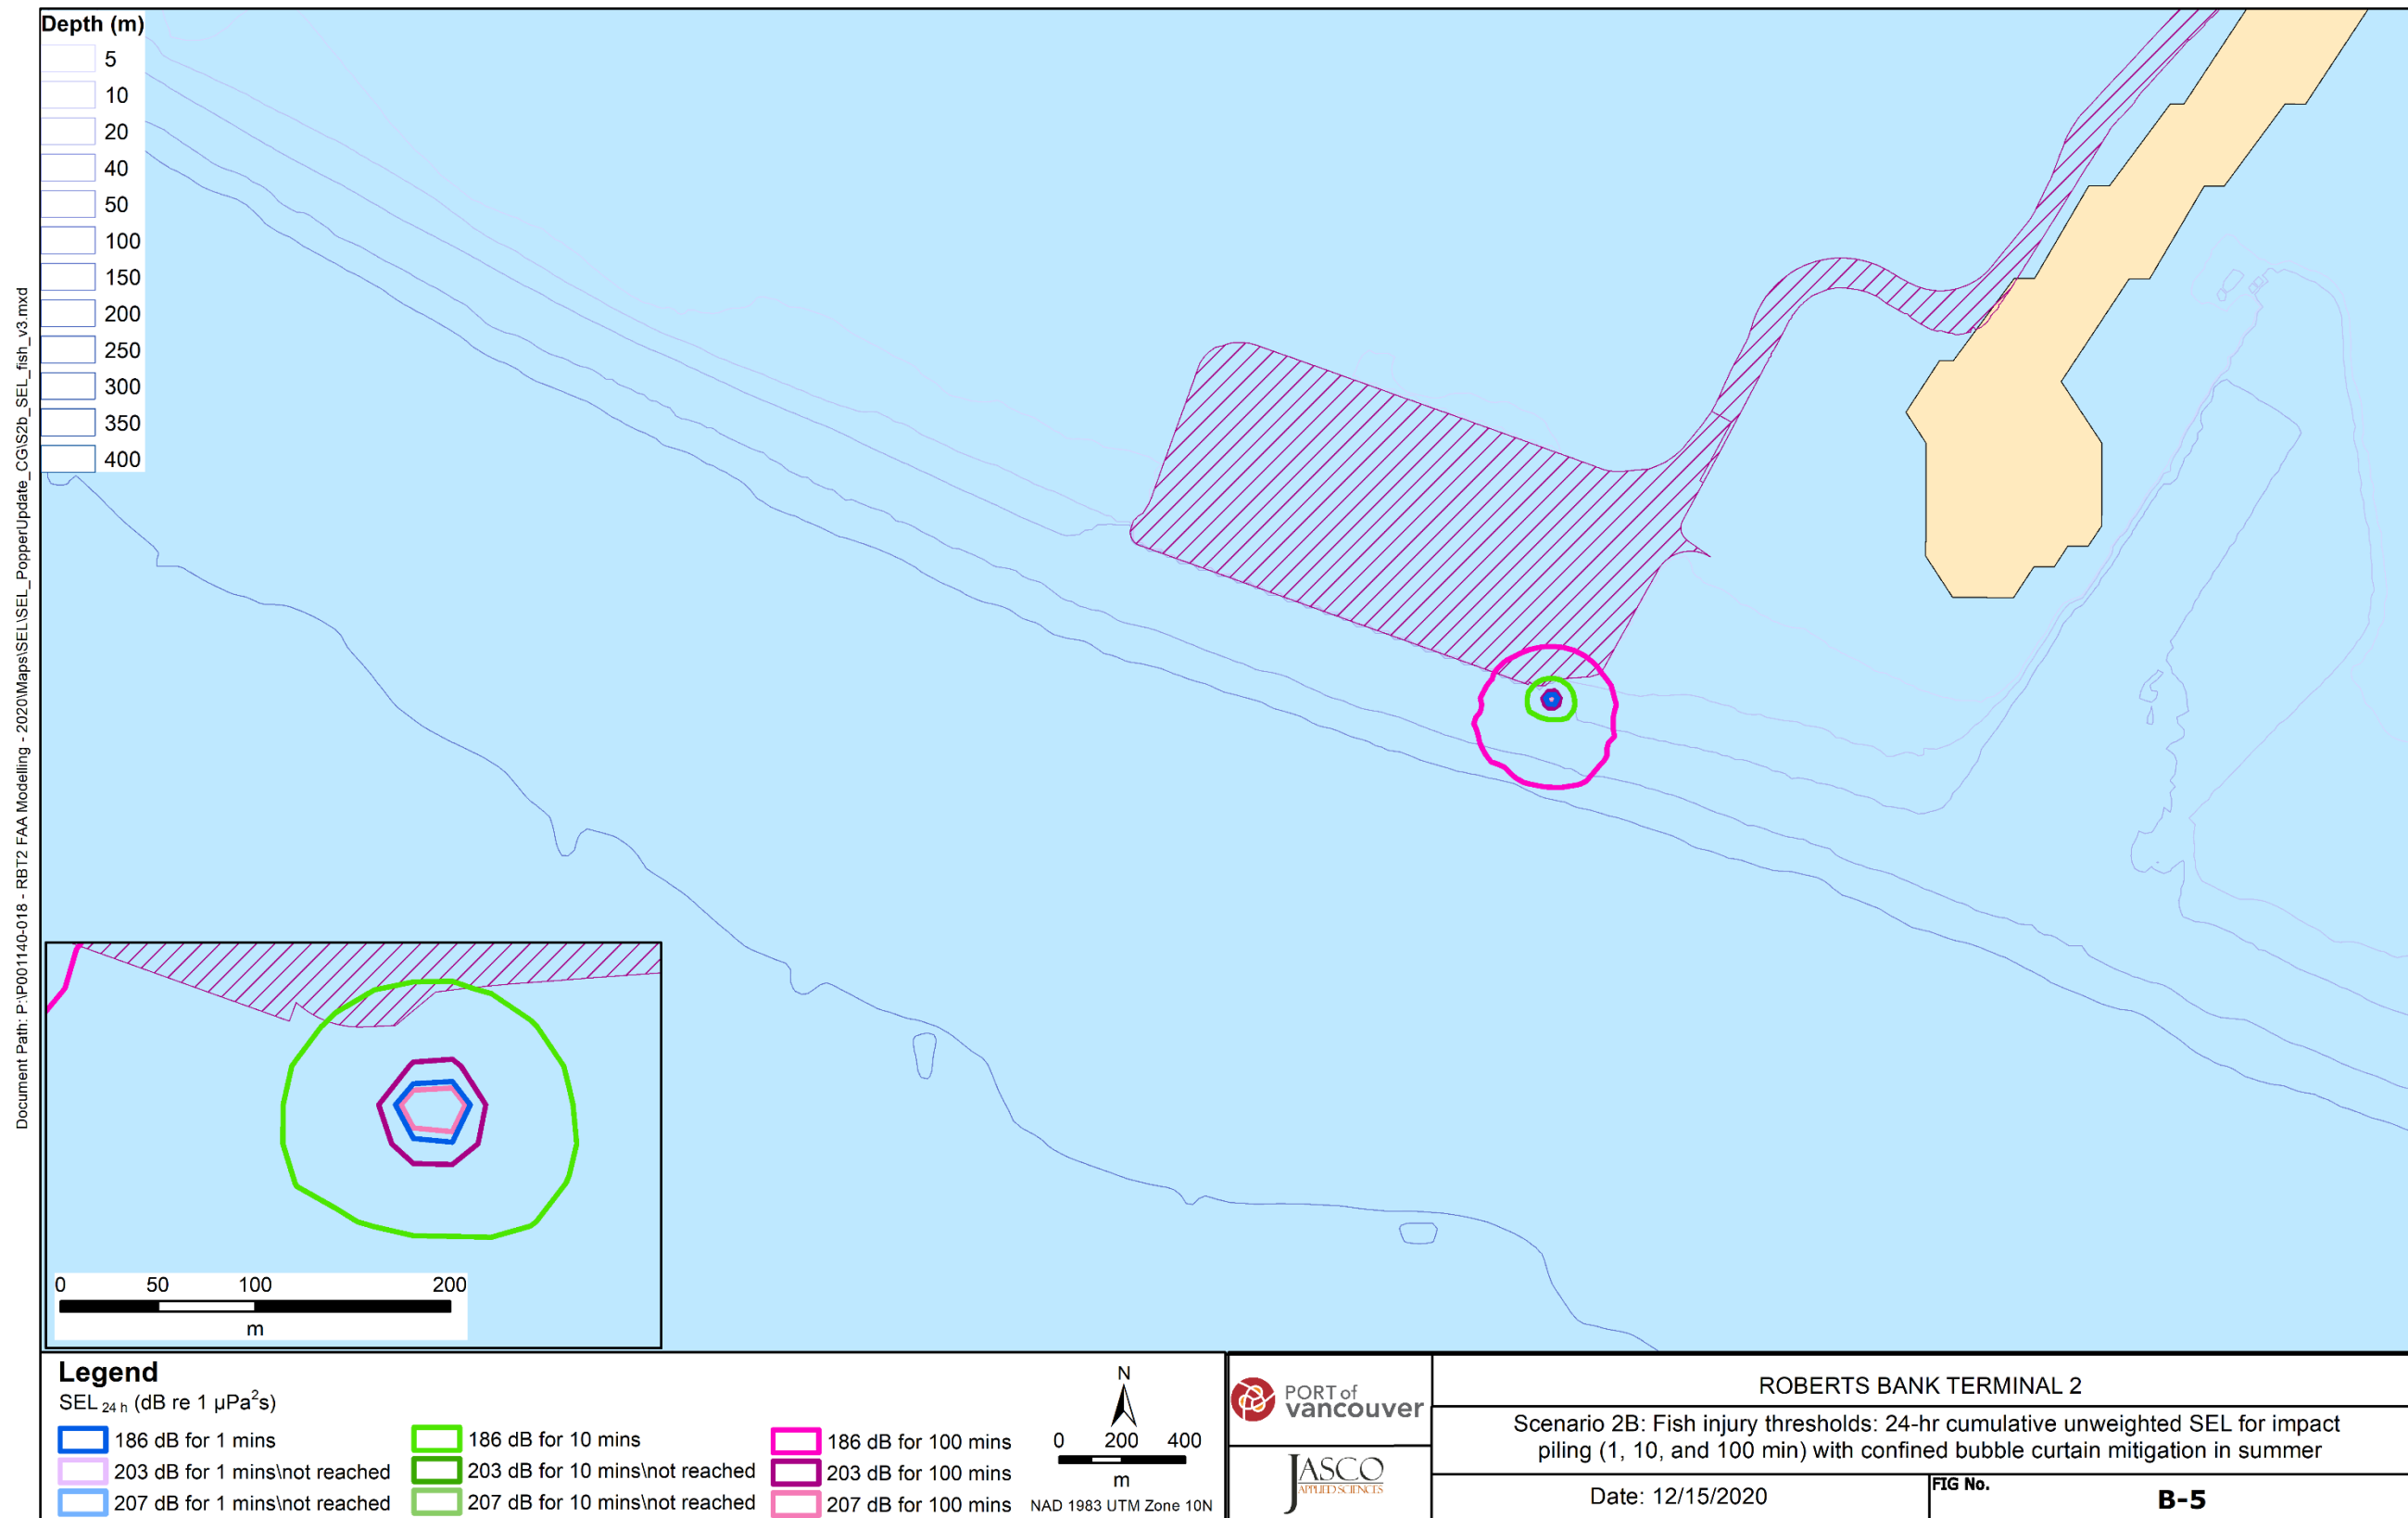 Depth (m)
5
10
20
40
50
100
150
200
250
300
350
400
Document Path: P:\P001140-018 - RBT2 FAA Modelling - 2020\Maps\SEL\SEL_PopperUpdate_CG\S2b_SEL_fish_v3.mxd
0 50 100 200
m
Legend
SEL 24 h (dB re 1 µPa²s)
186 dB for 1 mins
203 dB for 1 mins\not reached
207 dB for 1 mins\not reached
186 dB for 10 mins
203 dB for 10 mins\not reached
207 dB for 10 mins\not reached
186 dB for 100 mins
203 dB for 100 mins
207 dB for 100 mins
N
0 200 400
m
NAD 1983 UTM Zone 10N
PORT of
vancouver
JASCO
APPLIED SCIENCES
ROBERTS BANK TERMINAL 2
Scenario 2B: Fish injury thresholds: 24-hr cumulative unweighted SEL for impact
piling (1, 10, and 100 min) with confined bubble curtain mitigation in summer
Date: 12/15/2020
FIG No.
B-5